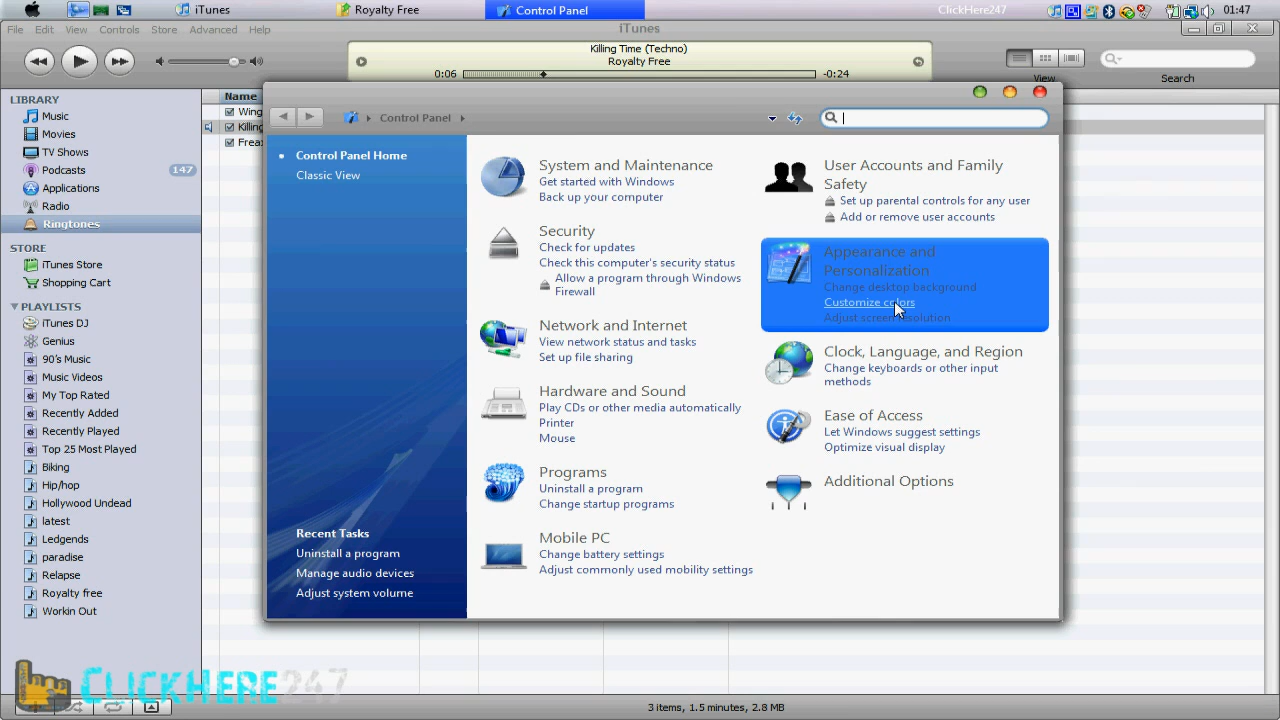 iTunes
Royalty Free
Control Panel
ClickHere247
01:47
File Edit View Controls Store Advanced Help
iTunes
Killing Time (Techno)
Royalty Free
0:06
-0:24
View
Search
LIBRARY
Music
Movies
TV Shows
Podcasts
147
Applications
Radio
Ringtones
STORE
iTunes Store
Shopping Cart
PLAYLISTS
iTunes DJ
Genius
90's Music
Music Videos
My Top Rated
Recently Added
Recently Played
Top 25 Most Played
Biking
Hip/hop
Hollywood Undead
latest
Ledgends
paradise
Relapse
Royalty free
Workin Out
Name
Wing
Killing
Frea
Control Panel
Control Panel Home
Classic View
Recent Tasks
Uninstall a program
Manage audio devices
Adjust system volume
System and Maintenance
Get started with Windows
Back up your computer
Security
Check for updates
Check this computer's security status
Allow a program through Windows
Firewall
Network and Internet
View network status and tasks
Set up file sharing
Hardware and Sound
Play CDs or other media automatically
Printer
Mouse
Programs
Uninstall a program
Change startup programs
Mobile PC
Change battery settings
Adjust commonly used mobility settings
User Accounts and Family
Safety
Set up parental controls for any user
Add or remove user accounts
Appearance and
Personalization
Change desktop background
Customize colors
Adjust screen resolution
Clock, Language, and Region
Change keyboards or other input
methods
Ease of Access
Let Windows suggest settings
Optimize visual display
Additional Options
ClickHere247
3 items, 1.5 minutes, 2.8 MB